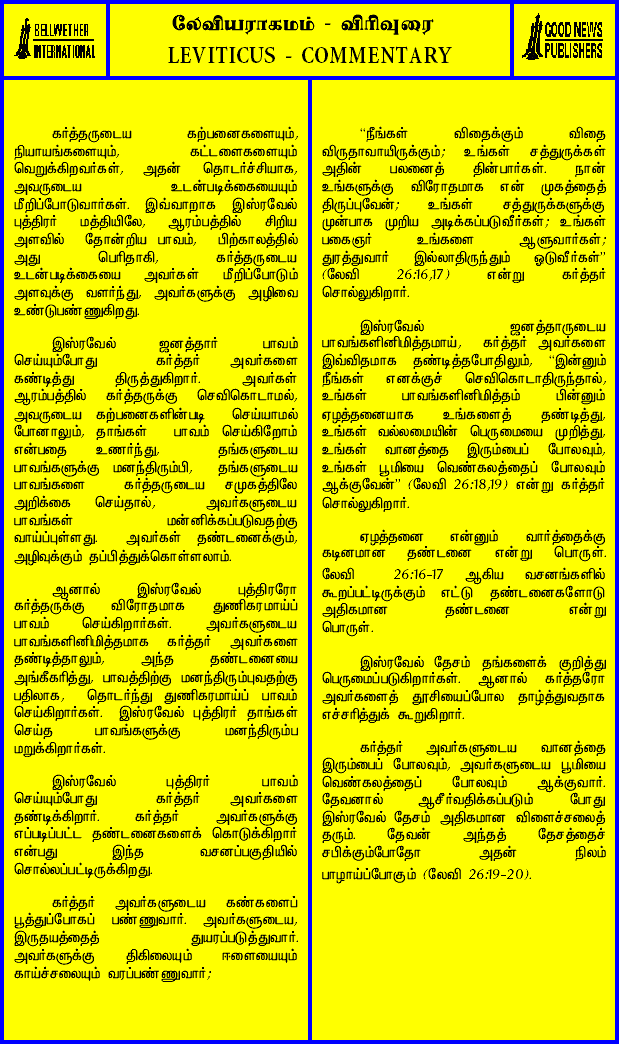 BELLWETHER
INTERNATIONAL
லேவியராகமம் - விரிவுரை
LEVITICUS - COMMENTARY
GOOD NEWS
PUBLISHERS
கர்த்தருடைய கற்பனைகளையும்,
நியாயங்களையும், கட்டளைகளையும்
வெறுக்கிறவர்கள், அதன் தொடர்ச்சியாக,
அவருடைய உடன்படிக்கையையும்
மீறிப்போடுவார்கள். இவ்வாறாக இஸ்ரவேல்
புத்திரர் மத்தியிலே, ஆரம்பத்தில் சிறிய
அளவில் தோன்றிய பாவம், பிற்காலத்தில்
அது பெரிதாகி, கர்த்தருடைய
உடன்படிக்கையை அவர்கள் மீறிப்போடும்
அளவுக்கு வளர்ந்து, அவர்களுக்கு அழிவை
உண்டுபண்ணுகிறது.
இஸ்ரவேல் ஜனத்தார் பாவம்
செய்யும்போது கர்த்தர் அவர்களை
கண்டித்து திருத்துகிறார். அவர்கள்
ஆரம்பத்தில் கர்த்தருக்கு செவிகொடாமல்,
அவருடைய கற்பனைகளின்படி செய்யாமல்
போனாலும், தாங்கள் பாவம் செய்கிறோம்
என்பதை உணர்ந்து, தங்களுடைய
பாவங்களுக்கு மனந்திரும்பி, தங்களுடைய
பாவங்களை கர்த்தருடைய சமுகத்திலே
அறிக்கை செய்தால், அவர்களுடைய
பாவங்கள் மன்னிக்கப்படுவதற்கு
வாய்ப்புள்ளது. அவர்கள் தண்டனைக்கும்,
அழிவுக்கும் தப்பித்துக்கொள்ளலாம்.
ஆனால் இஸ்ரவேல் புத்திரரோ
கர்த்தருக்கு விரோதமாக துணிகரமாய்ப்
பாவம் செய்கிறார்கள். அவர்களுடைய
பாவங்களினிமித்தமாக கர்த்தர் அவர்களை
தண்டித்தாலும், அந்த தண்டனையை
அங்கீகரித்து, பாவத்திற்கு மனந்திரும்புவதற்கு
பதிலாக, தொடர்ந்து துணிகரமாய்ப் பாவம்
செய்கிறார்கள். இஸ்ரவேல் புத்திரர் தாங்கள்
செய்த பாவங்களுக்கு மனந்திரும்ப
மறுக்கிறார்கள்.
இஸ்ரவேல் புத்திரர் பாவம்
செய்யும்போது கர்த்தர் அவர்களை
தண்டிக்கிறார். கர்த்தர் அவர்களுக்கு
எப்படிப்பட்ட தண்டனைகளைக் கொடுக்கிறார்
என்பது இந்த வசனப்பகுதியில்
சொல்லப்பட்டிருக்கிறது.
கர்த்தர் அவர்களுடைய கண்களைப்
பூத்துப்போகப் பண்ணுவார். அவர்களுடைய,
இருதயத்தைத் துயரப்படுத்துவார்.
அவர்களுக்கு திகிலையும் ஈளையையும்
காய்ச்சலையும் வரப்பண்ணுவார்;
“நீங்கள் விதைக்கும் விதை
விருதாவாயிருக்கும்; உங்கள் சத்துருக்கள்
அதின் பலனைத் தின்பார்கள். நான்
உங்களுக்கு விரோதமாக என் முகத்தைத்
திருப்புவேன்; உங்கள் சத்துருக்களுக்கு
முன்பாக முறிய அடிக்கப்படுவீர்கள்; உங்கள்
பகைஞர் உங்களை ஆளுவார்கள்;
துரத்துவார் இல்லாதிருந்தும் ஓடுவீர்கள்”
(லேவி 26:16,17) என்று கர்த்தர்
சொல்லுகிறார்.
இஸ்ரவேல் ஜனத்தாருடைய
பாவங்களினிமித்தமாய், கர்த்தர் அவர்களை
இவ்விதமாக தண்டித்தபோதிலும், “இன்னும்
நீங்கள் எனக்குச் செவிகொடாதிருந்தால்,
உங்கள் பாவங்களினிமித்தம் பின்னும்
ஏழத்தனையாக உங்களைத் தண்டித்து,
உங்கள் வல்லமையின் பெருமையை முறித்து,
உங்கள் வானத்தை இரும்பைப் போலவும்,
உங்கள் பூமியை வெண்கலத்தைப் போலவும்
ஆக்குவேன்” (லேவி 26:18,19) என்று கர்த்தர்
சொல்லுகிறார்.
ஏழத்தனை என்னும் வார்த்தைக்கு
கடினமான தண்டனை என்று பொருள்.
லேவி 26:16-17 ஆகிய வசனங்களில்
கூறப்பட்டிருக்கும் எட்டு தண்டனைகளோடு
அதிகமான தண்டனை என்று
பொருள்.
இஸ்ரவேல் தேசம் தங்களைக் குறித்து
பெருமைப்படுகிறார்கள். ஆனால் கர்த்தரோ
அவர்களைத் தூசியைப்போல தாழ்த்துவதாக
எச்சரித்துக் கூறுகிறார்.
கர்த்தர் அவர்களுடைய வானத்தை
இரும்பைப் போலவும், அவர்களுடைய பூமியை
வெண்கலத்தைப் போலவும் ஆக்குவார்.
தேவனால் ஆசீர்வதிக்கப்படும் போது
இஸ்ரவேல் தேசம் அதிகமான விளைச்சலைத்
தரும். தேவன் அந்தத் தேசத்தைச்
சபிக்கும்போதோ அதன் நிலம்
பாழாய்ப்போகும் (லேவி 26:19-20).